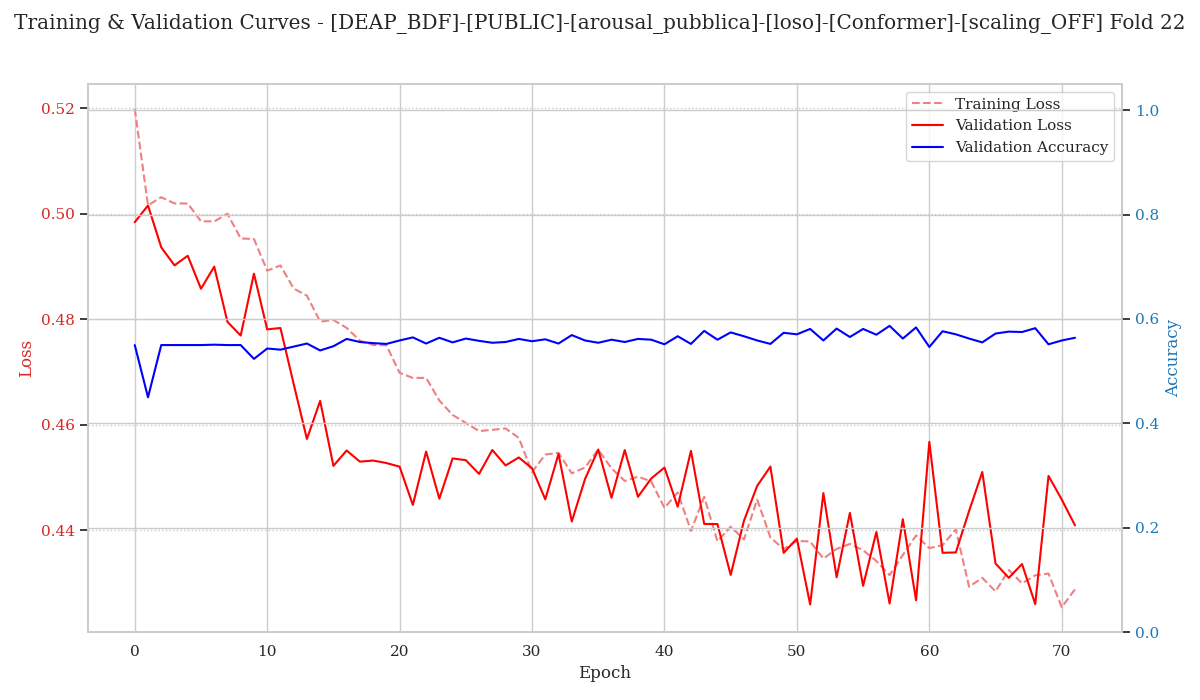 Training & Validation Curves - [DEAP_BDF]-[PUBLIC]-[arousal_pubblica]-[loso]-[Conformer]-[scaling_OFF] Fold 22
Training Loss
Validation Loss
Validation Accuracy
0.52
0.50
0.48
0.46
0.44
Loss
1.0
0.8
0.6
0.4
0.2
0.0
Accuracy
0 10 20 30 40 50 60 70
Epoch